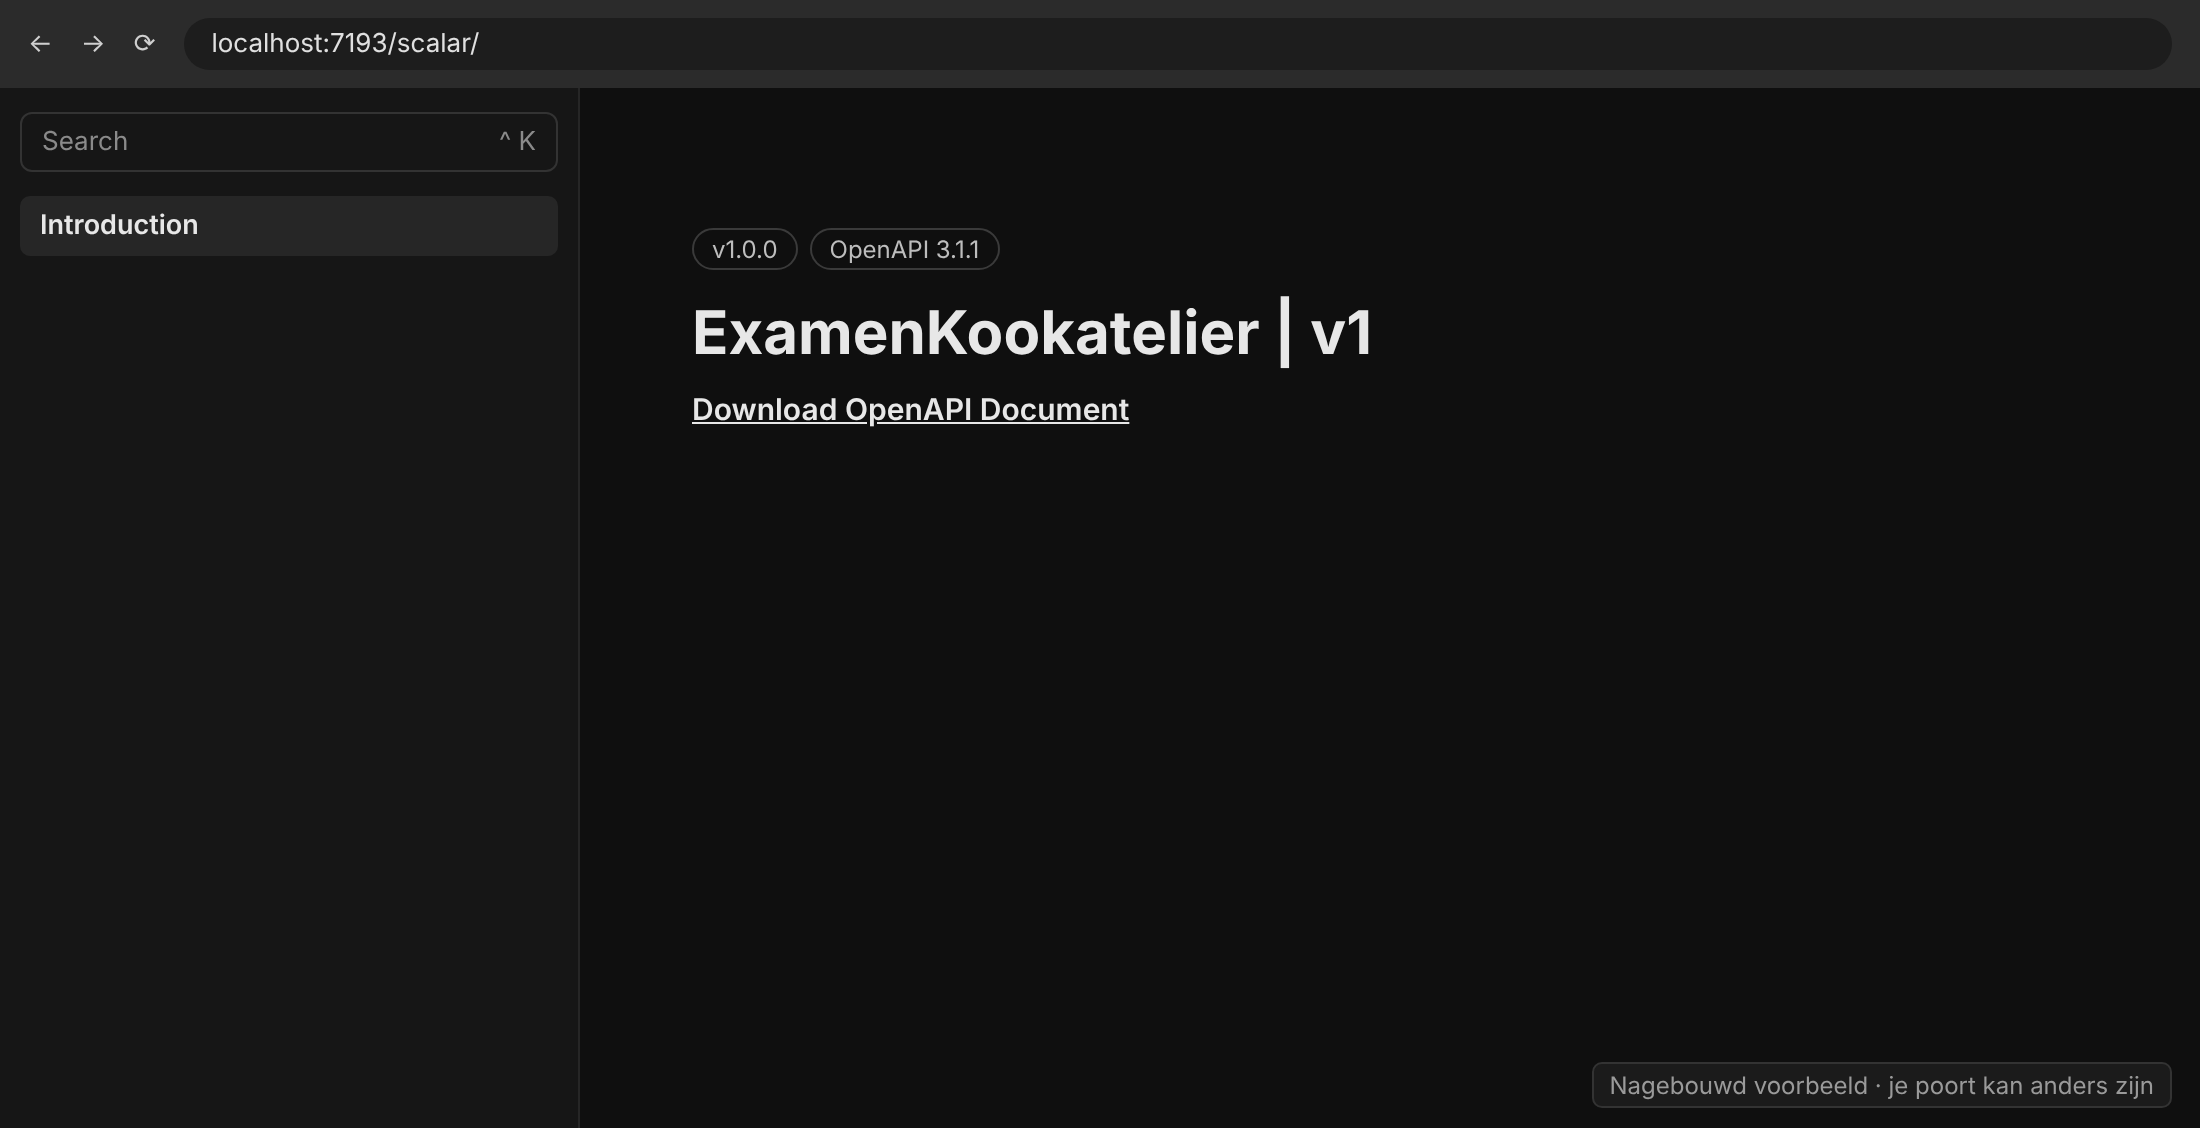 ← → ⟳ localhost:7193/scalar/
Search ^ K
Introduction
v1.0.0 OpenAPI 3.1.1
ExamenKookatelier | v1
Download OpenAPI Document
Nagebouwd voorbeeld · je poort kan anders zijn